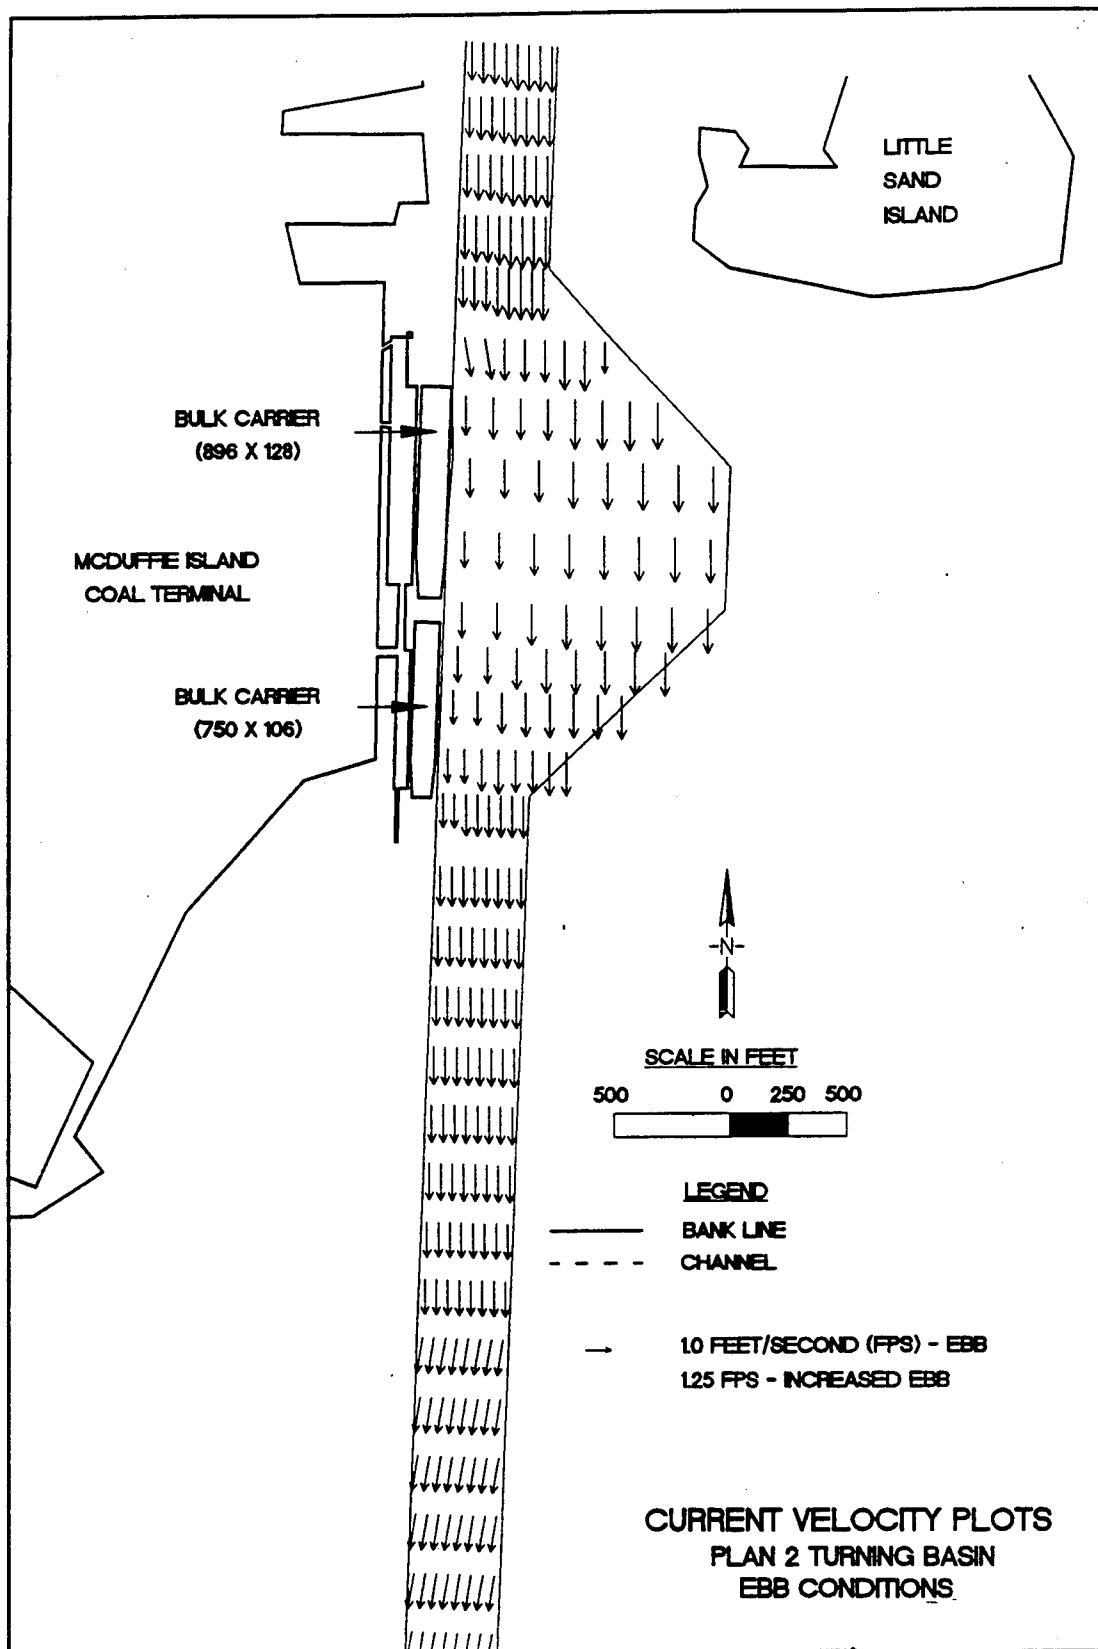 LITTLE
SAND
ISLAND
BULK CARRIER
(896 X 128)
MCDUFFIE ISLAND
COAL TERMINAL
BULK CARRIER
(750 X 106)
-N-
SCALE IN FEET
500 0 250 500
LEGEND
BANK LINE
CHANNEL
1.0 FEET/SECOND (FPS) - EBB
1.25 FPS - INCREASED EBB
CURRENT VELOCITY PLOTS
PLAN 2 TURNING BASIN
EBB CONDITIONS